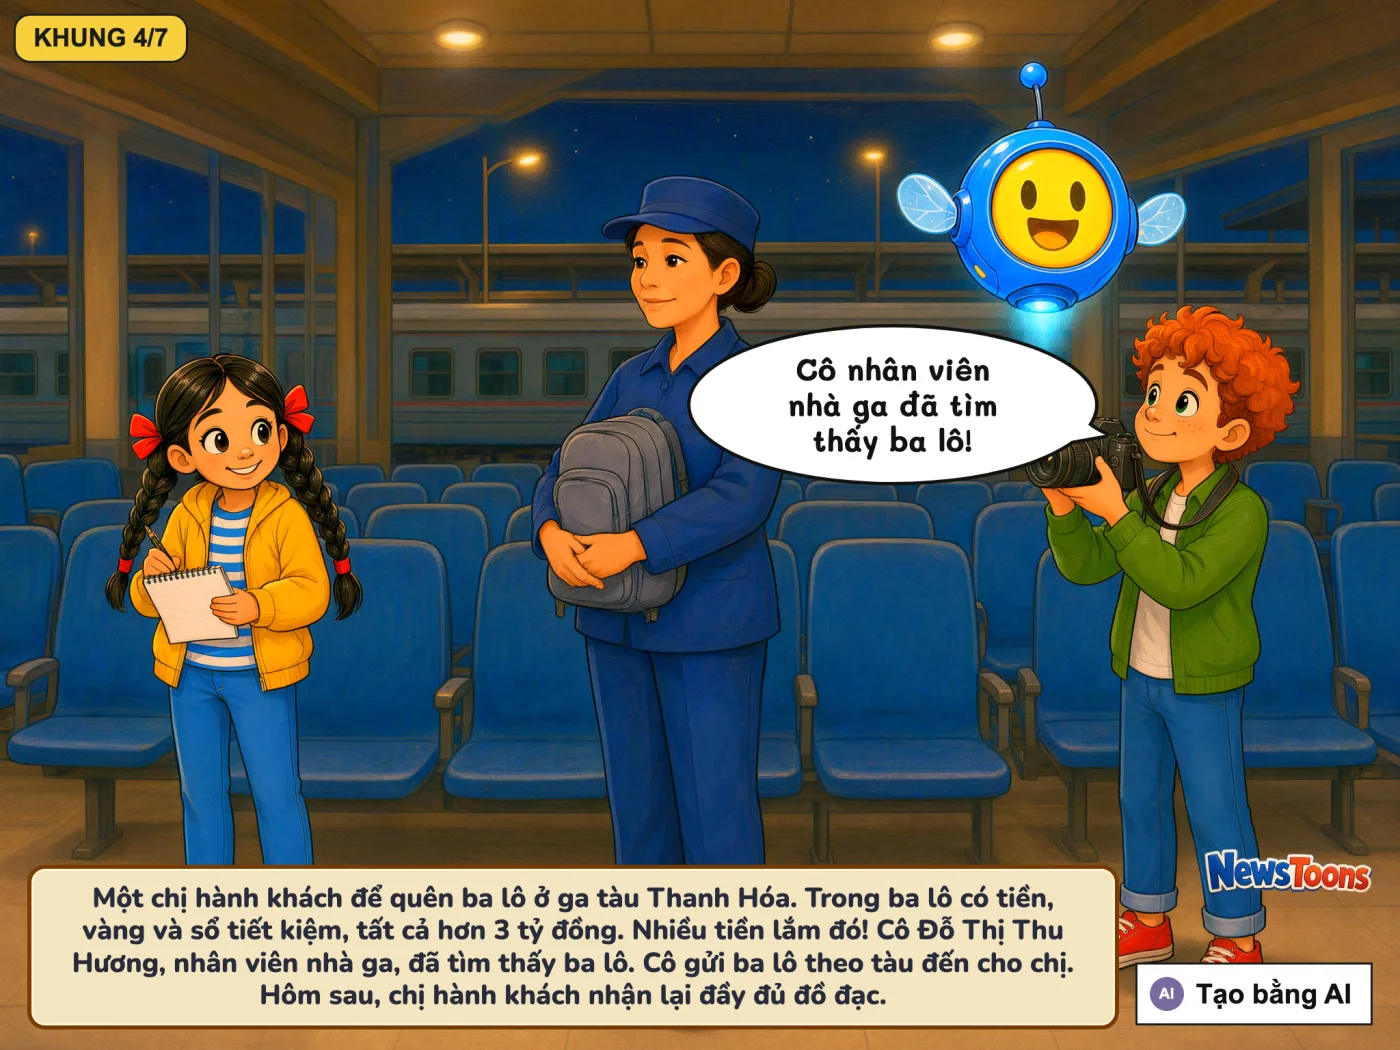 KHUNG 4/7
Cô nhân viên
nhà ga đã tìm
thấy ba lô!
Một chị hành khách để quên ba lô ở ga tàu Thanh Hóa. Trong ba lô có tiền,
vàng và sổ tiết kiệm, tất cả hơn 3 tỷ đồng. Nhiều tiền lắm đó! Cô Đỗ Thị Thu
Hương, nhân viên nhà ga, đã tìm thấy ba lô. Cô gửi ba lô theo tàu đến cho chị.
Hôm sau, chị hành khách nhận lại đầy đủ đồ đạc.
NewsToons
AI Tạo bằng AI